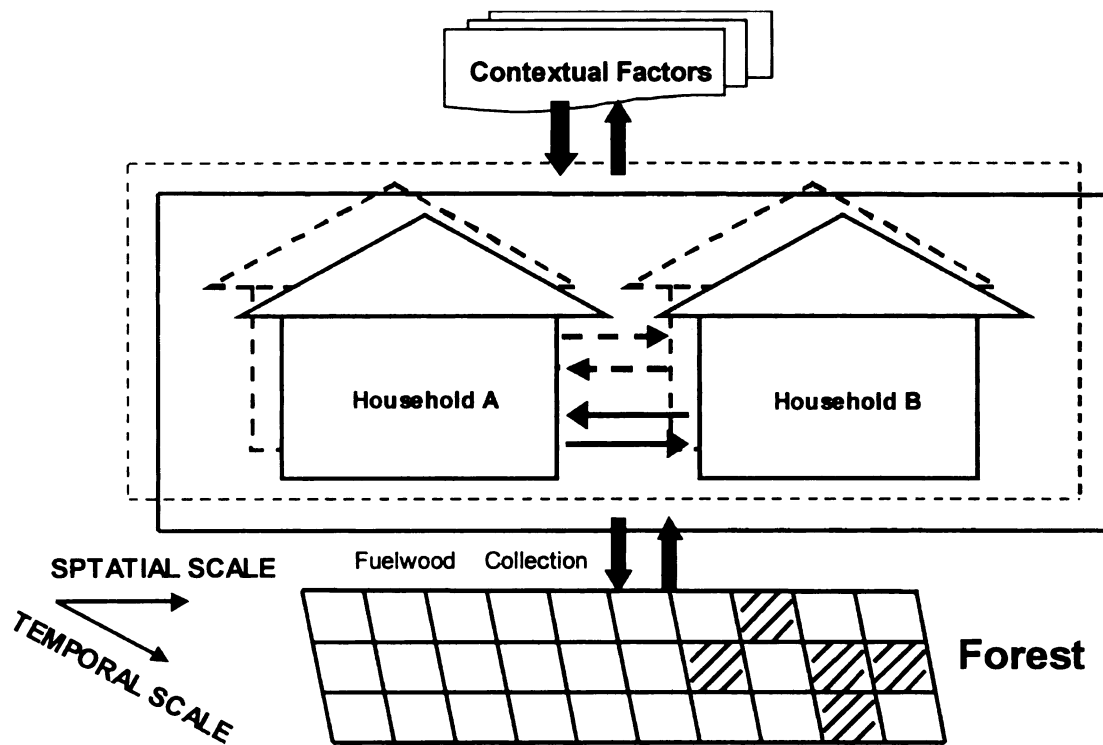 Contextual Factors
Household A
Household B
Fuelwood Collection
SPTATIAL SCALE
TEMPORAL SCALE
Forest